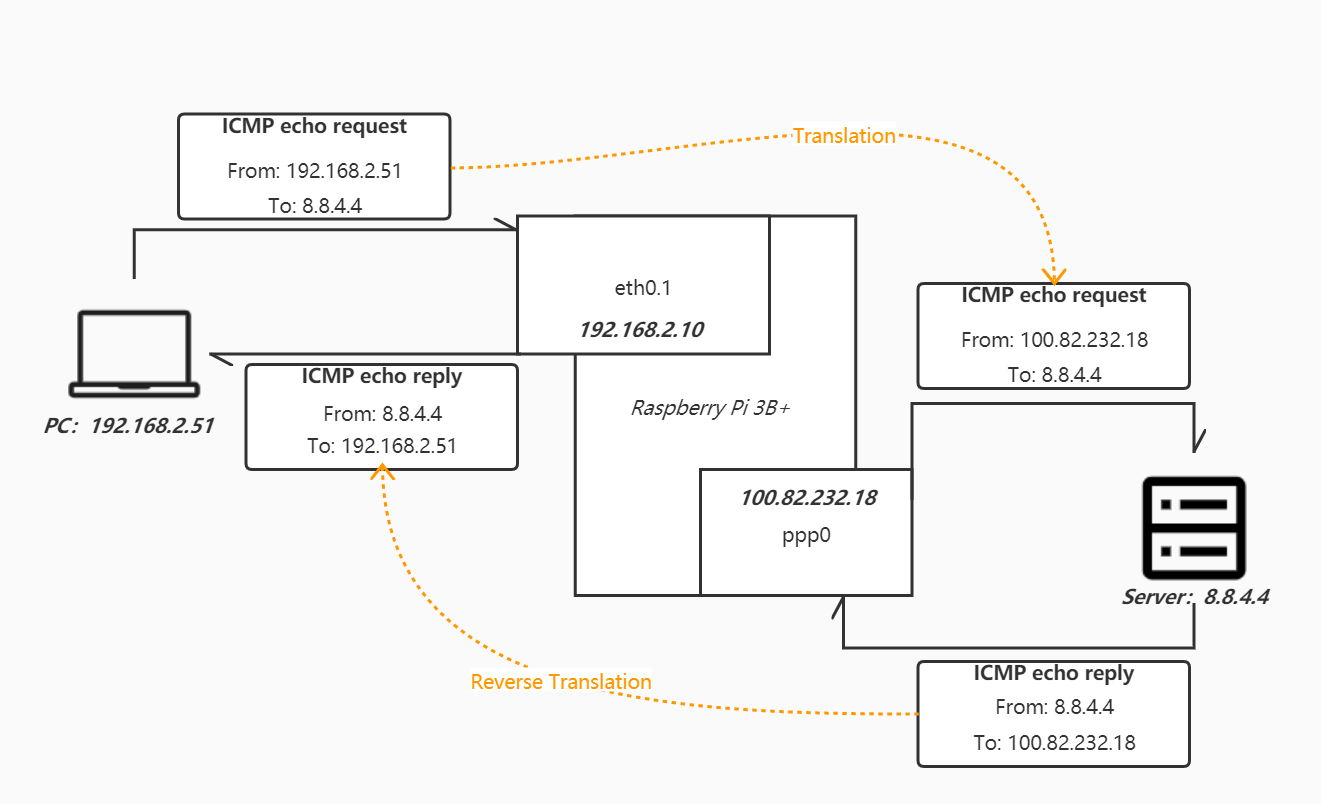 ICMP echo request
From: 192.168.2.51
To: 8.8.4.4
Translation
eth0.1
192.168.2.10
ICMP echo request
From: 100.82.232.18
To: 8.8.4.4
PC: 192.168.2.51
ICMP echo reply
From: 8.8.4.4
To: 192.168.2.51
Raspberry Pi 3B+
100.82.232.18
ppp0
Server: 8.8.4.4
Reverse Translation
ICMP echo reply
From: 8.8.4.4
To: 100.82.232.18